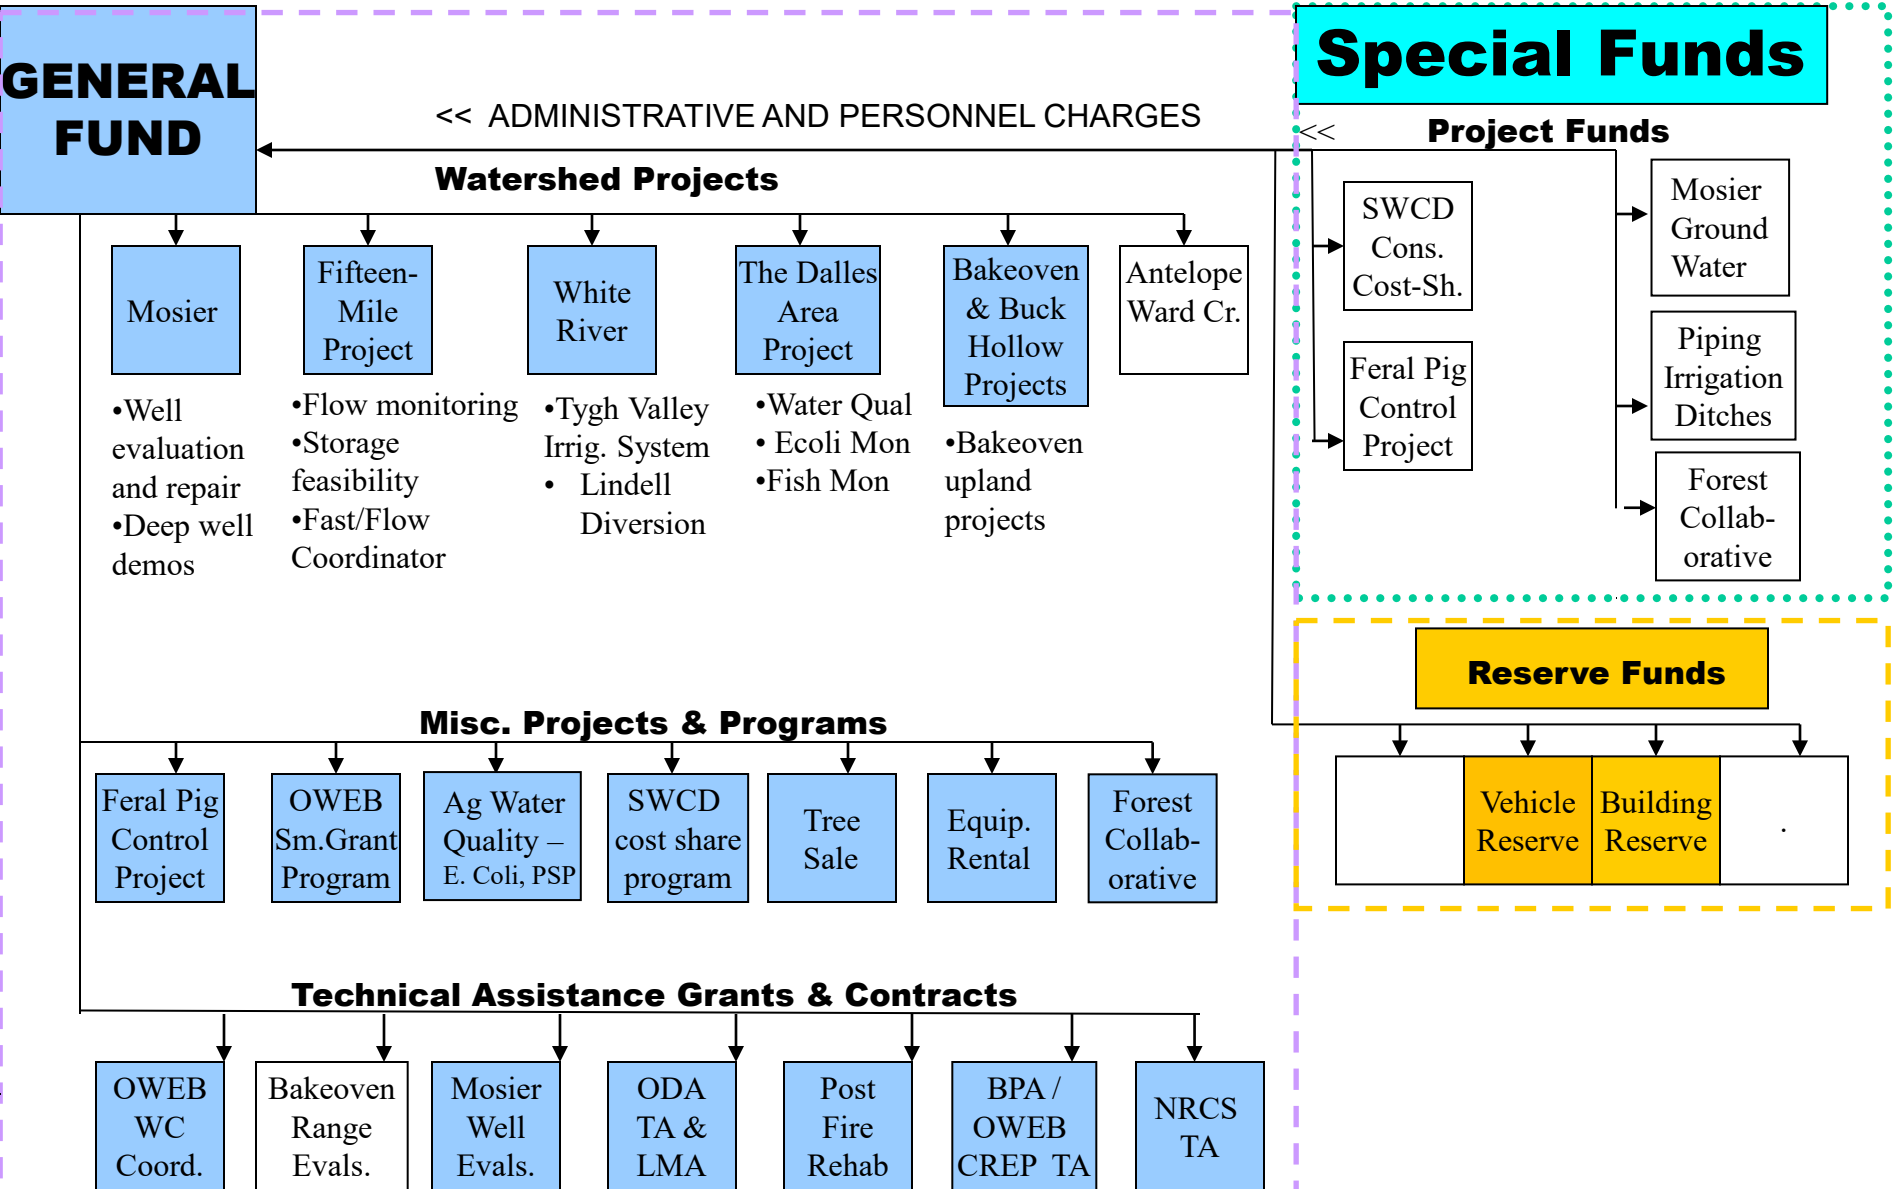 GENERAL
FUND
Special Funds
<< ADMINISTRATIVE AND PERSONNEL CHARGES
<<
Project Funds
Watershed Projects
Mosier
Fifteen-
Mile
Project
White
River
The Dalles
Area
Project
Bakeoven
& Buck
Hollow
Projects
Antelope
Ward Cr.
•Well
evaluation
and repair
•Deep well
demos
•Flow monitoring
•Storage
feasibility
•Fast/Flow
Coordinator
•Tygh Valley
Irrig. System
• Lindell
Diversion
•Water Qual
• Ecoli Mon
•Fish Mon
•Bakeoven
upland
projects
SWCD
Cons.
Cost-Sh.
Feral Pig
Control
Project
Mosier
Ground
Water
Piping
Irrigation
Ditches
Forest
Collab-
orative
Reserve Funds
Vehicle
Reserve
Building
Reserve
.
Misc. Projects & Programs
Feral Pig
Control
Project
OWEB
Sm.Grant
Program
Ag Water
Quality –
E. Coli, PSP
SWCD
cost share
program
Tree
Sale
Equip.
Rental
Forest
Collab-
orative
Technical Assistance Grants & Contracts
OWEB
WC
Coord.
Bakeoven
Range
Evals.
Mosier
Well
Evals.
ODA
TA &
LMA
Post
Fire
Rehab
BPA /
OWEB
CREP TA
NRCS
TA